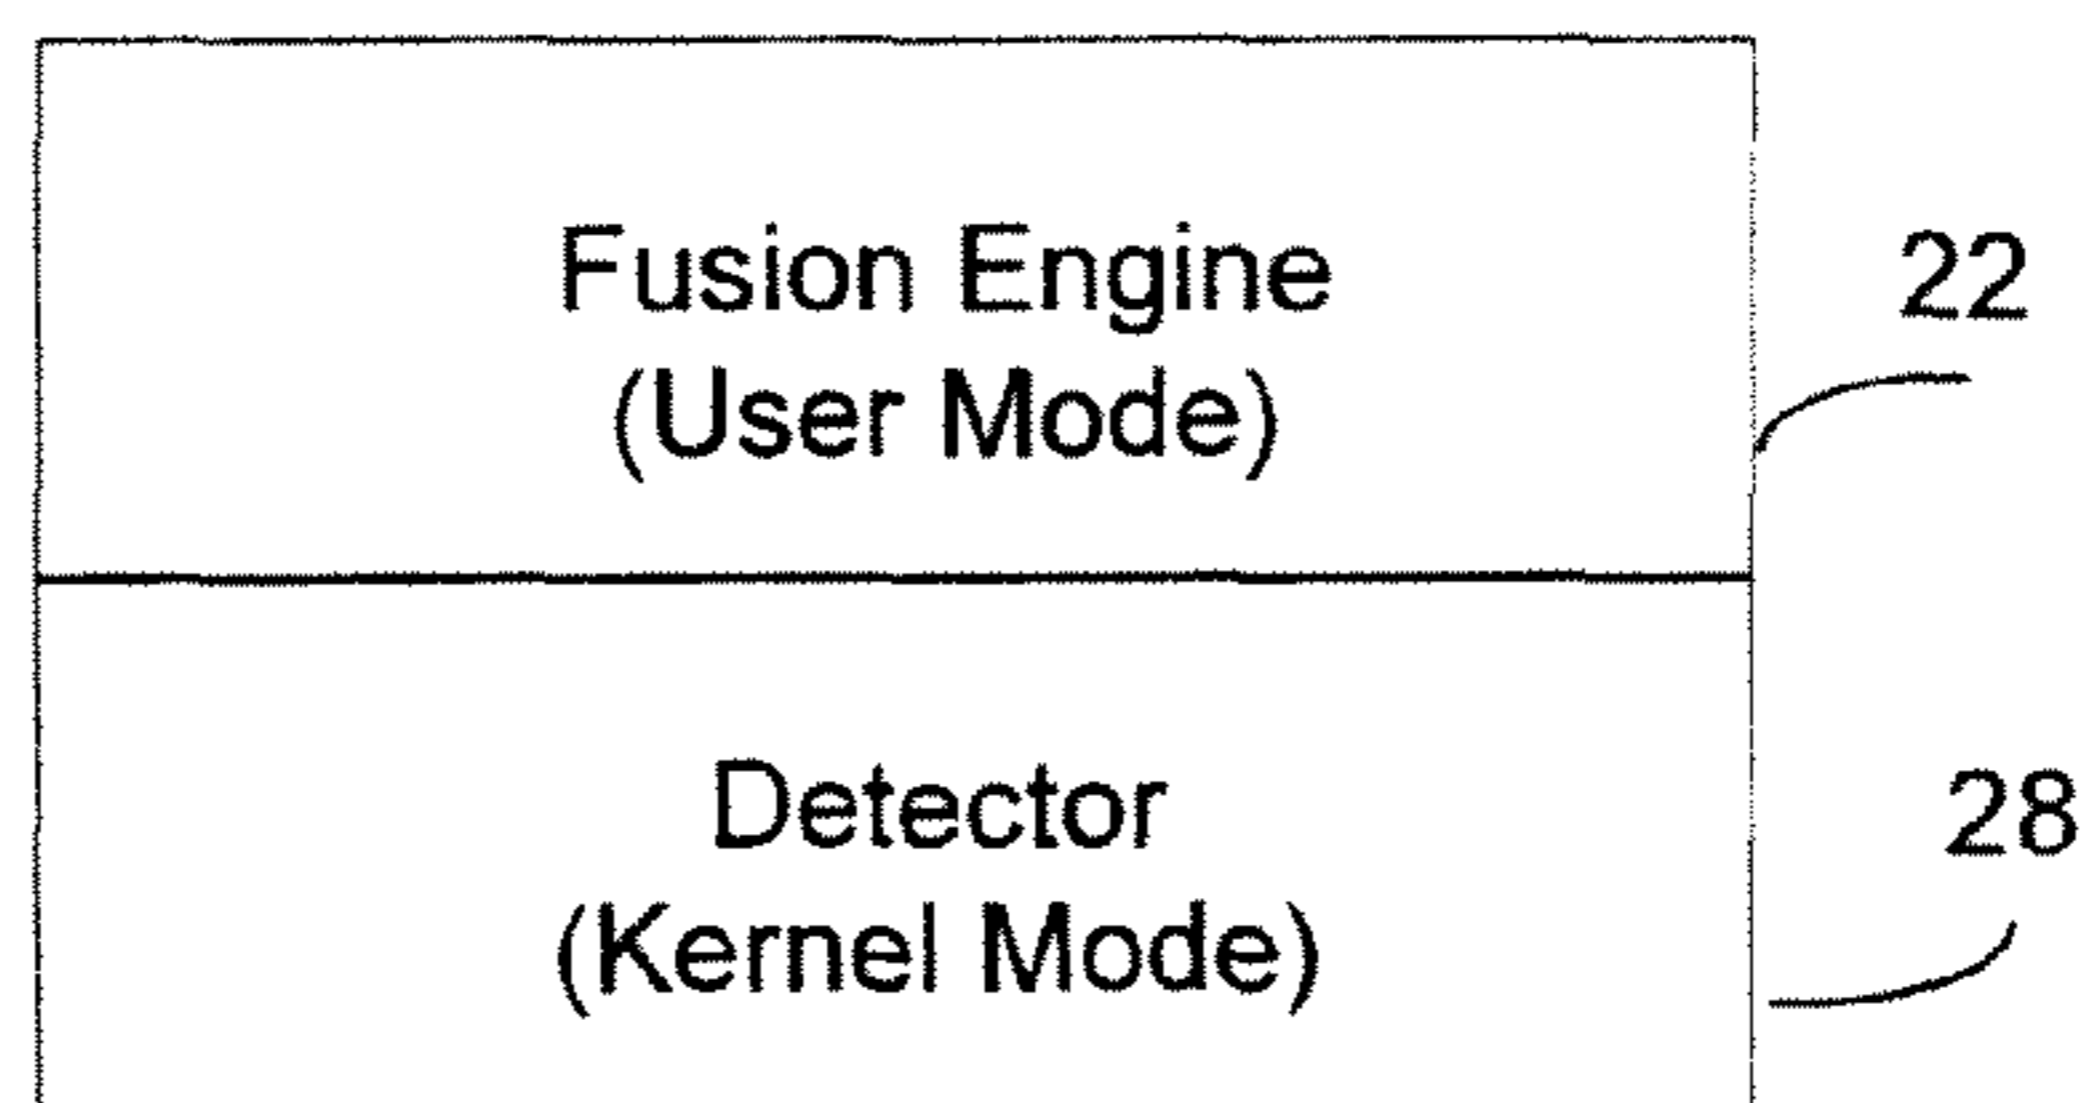 Fusion Engine
(User Mode)
22
Detector
(Kernel Mode)
28